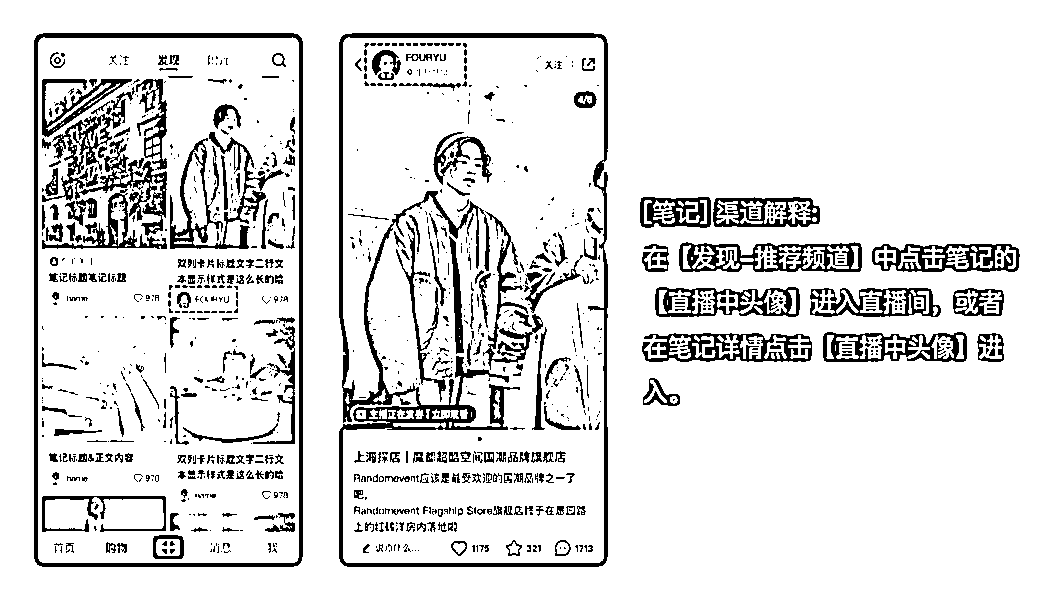 关注 发现
笔记标题笔记标题
home 978
双列卡片标题文字二行文
本显示样式是这么长的哈
FOURYU 978
笔记标题&正文内容
home 978
双列卡片标题文字二行文
本显示样式是这么长的哈
home 978
首页 购物 消息 我
FOURYU
关注
4/8
主播正在直播 | 立即观看
上海探店 | 魔都超酷空间国潮品牌旗舰店
Randomevent应该是最受欢迎的国潮品牌之一了
吧,
Randomevent Flagship Store旗舰店终于在愚园路
上的红砖洋房内落地啦
说点什么... 1175 321 1713
[笔记] 渠道解释:
在【发现–推荐频道】中点击笔记的
【直播中头像】进入直播间，或者
在笔记详情点击【直播中头像】进
入。